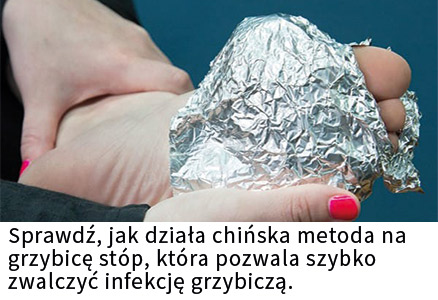 Sprawdź, jak działa chińska metoda na
grzybicę stóp, która pozwala szybko
zwalczyć infekcję grzybiczą.